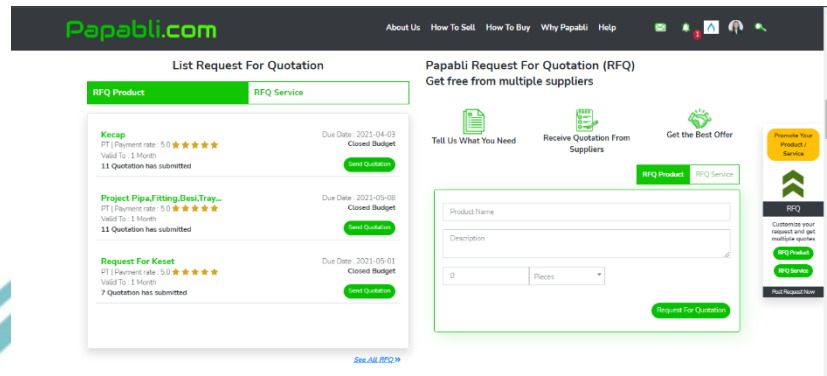 Papabli.com
About Us How To Sell How To Buy Why Papabli Help
1
List Request For Quotation
RFQ Product RFQ Service
Kecap
Due Date : 2021-04-03
PT | Payment rate : 5.0
Closed Budget
Valid To : 1 Month
11 Quotation has submitted
Send Quotation
Project Pipa,Fitting,Besi,Tray,...
Due Date : 2021-05-08
PT | Payment rate : 5.0
Closed Budget
Valid To : 1 Month
11 Quotation has submitted
Send Quotation
Request For Keset
Due Date : 2021-05-01
PT | Payment rate : 5.0
Closed Budget
Valid To : 1 Month
7 Quotation has submitted
Send Quotation
See All RFQ »
Papabli Request For Quotation (RFQ)
Get free from multiple suppliers
Tell Us What You Need
Receive Quotation From
Suppliers
Get the Best Offer
RFQ Product RFQ Service
Product Name
Description
0 Pieces
Request For Quotation
Promote Your
Product /
Service
RFQ
Customize your
request and get
multiple quotes
RFQ Product
RFQ Service
Post Request Now